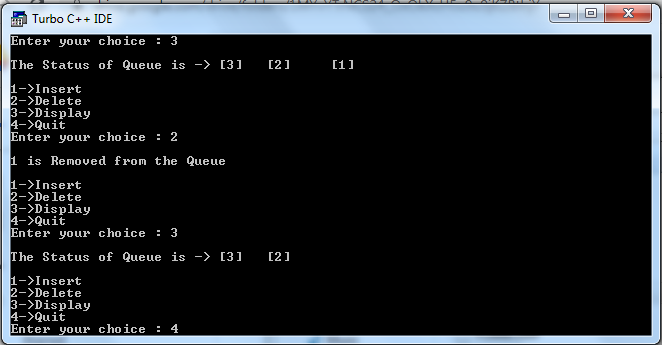 Turbo C++ IDE
Enter your choice : 3
The Status of Queue is -> [3] [2] [1]
1->Insert
2->Delete
3->Display
4->Quit
Enter your choice : 2
1 is Removed from the Queue
1->Insert
2->Delete
3->Display
4->Quit
Enter your choice : 3
The Status of Queue is -> [3] [2]
1->Insert
2->Delete
3->Display
4->Quit
Enter your choice : 4